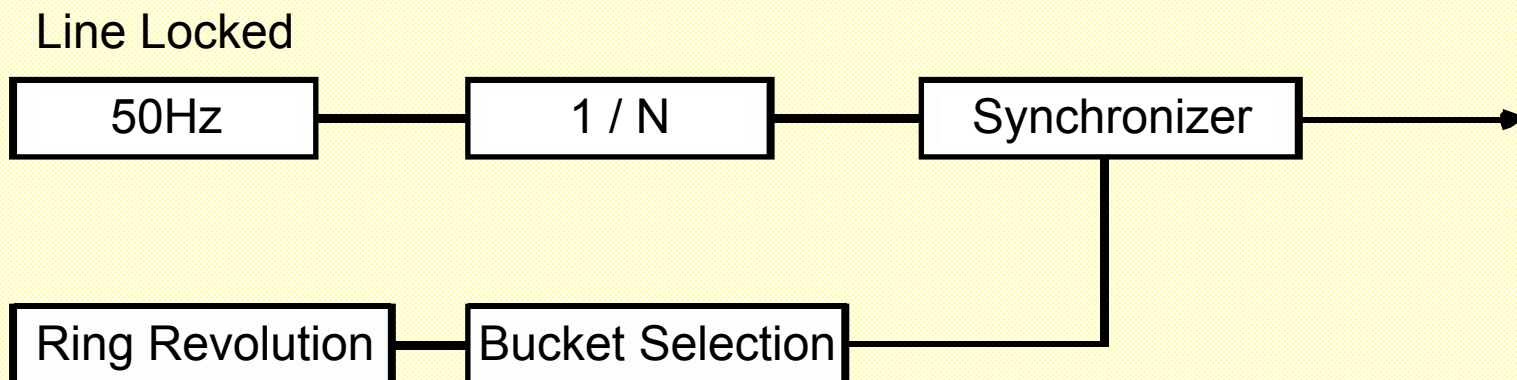 Line Locked
50Hz
1 / N
Synchronizer
Ring Revolution
Bucket Selection